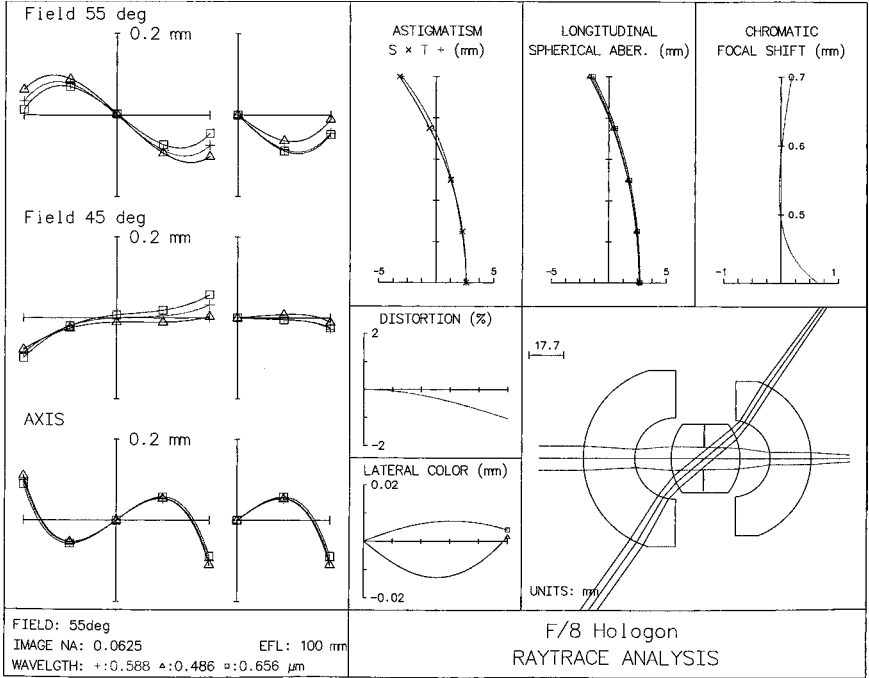 Field 55 deg
0.2 mm
Field 45 deg
0.2 mm
AXIS
0.2 mm
ASTIGMATISM
S × T + (mm)
-5
5
LONGITUDINAL
SPHERICAL ABER. (mm)
-5
5
CHROMATIC
FOCAL SHIFT (mm)
0.7
0.6
0.5
-1
1
DISTORTION (%)
2
-2
LATERAL COLOR (mm)
0.02
-0.02
17.7
UNITS: mm
FIELD: 55deg
IMAGE NA: 0.0625 EFL: 100 mm
WAVELGTH: +:0.588 ▵:0.486 ▫:0.656 µm
F/8 Hologon
RAYTRACE ANALYSIS